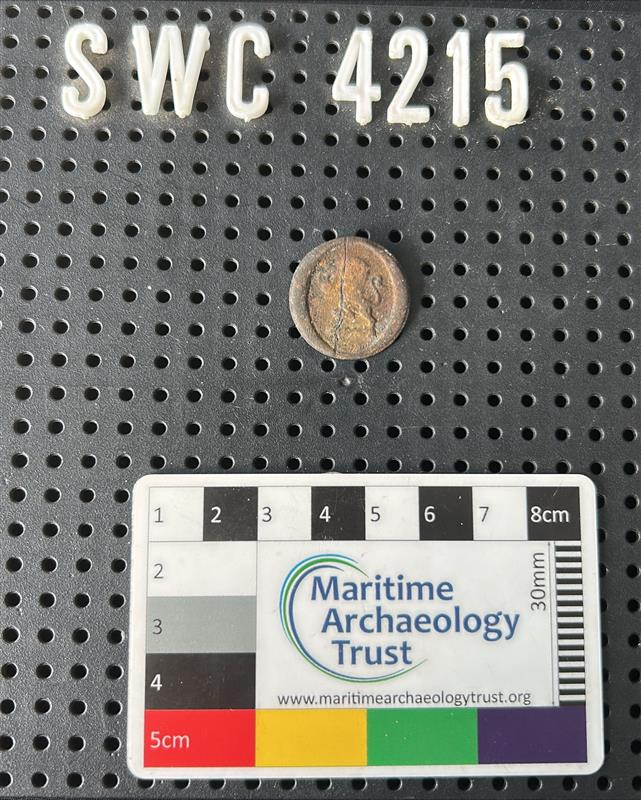 SWC 4215
1 2 3 4 5 6 7 8cm
2
3
4
5cm
30mm
Maritime
Archaeology
Trust
www.maritimearchaeologytrust.org